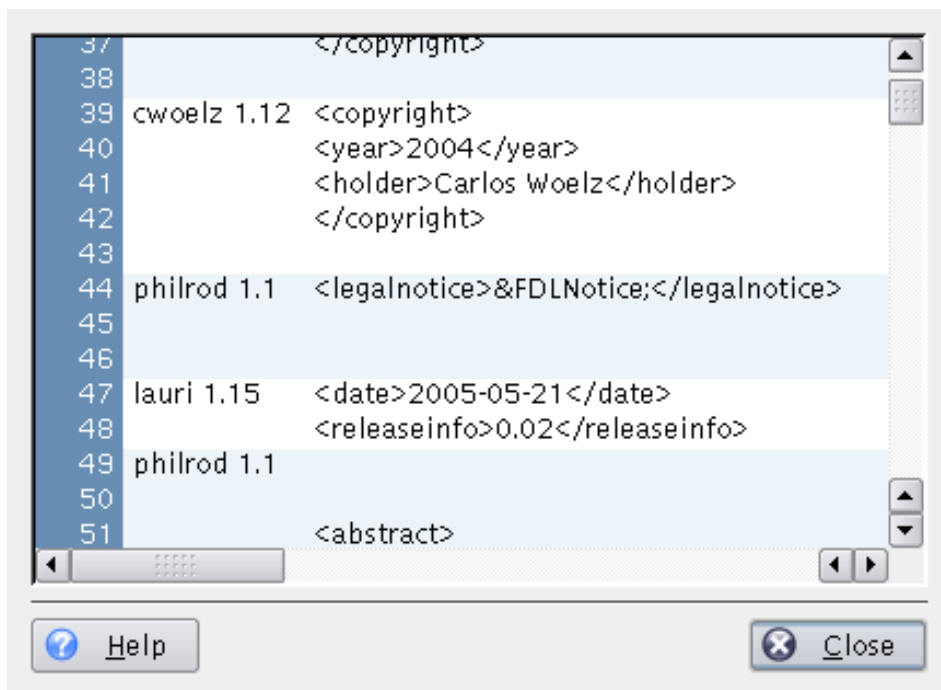 37 </copyright>
38
39 cwoelz 1.12 <copyright>
40 <year>2004</year>
41 <holder>Carlos Woelz</holder>
42 </copyright>
43
44 philrod 1.1 <legalnotice>&FDLNotice;</legalnotice>
45
46
47 lauri 1.15 <date>2005-05-21</date>
48 <releaseinfo>0.02</releaseinfo>
49 philrod 1.1
50
51 <abstract>
Help Close